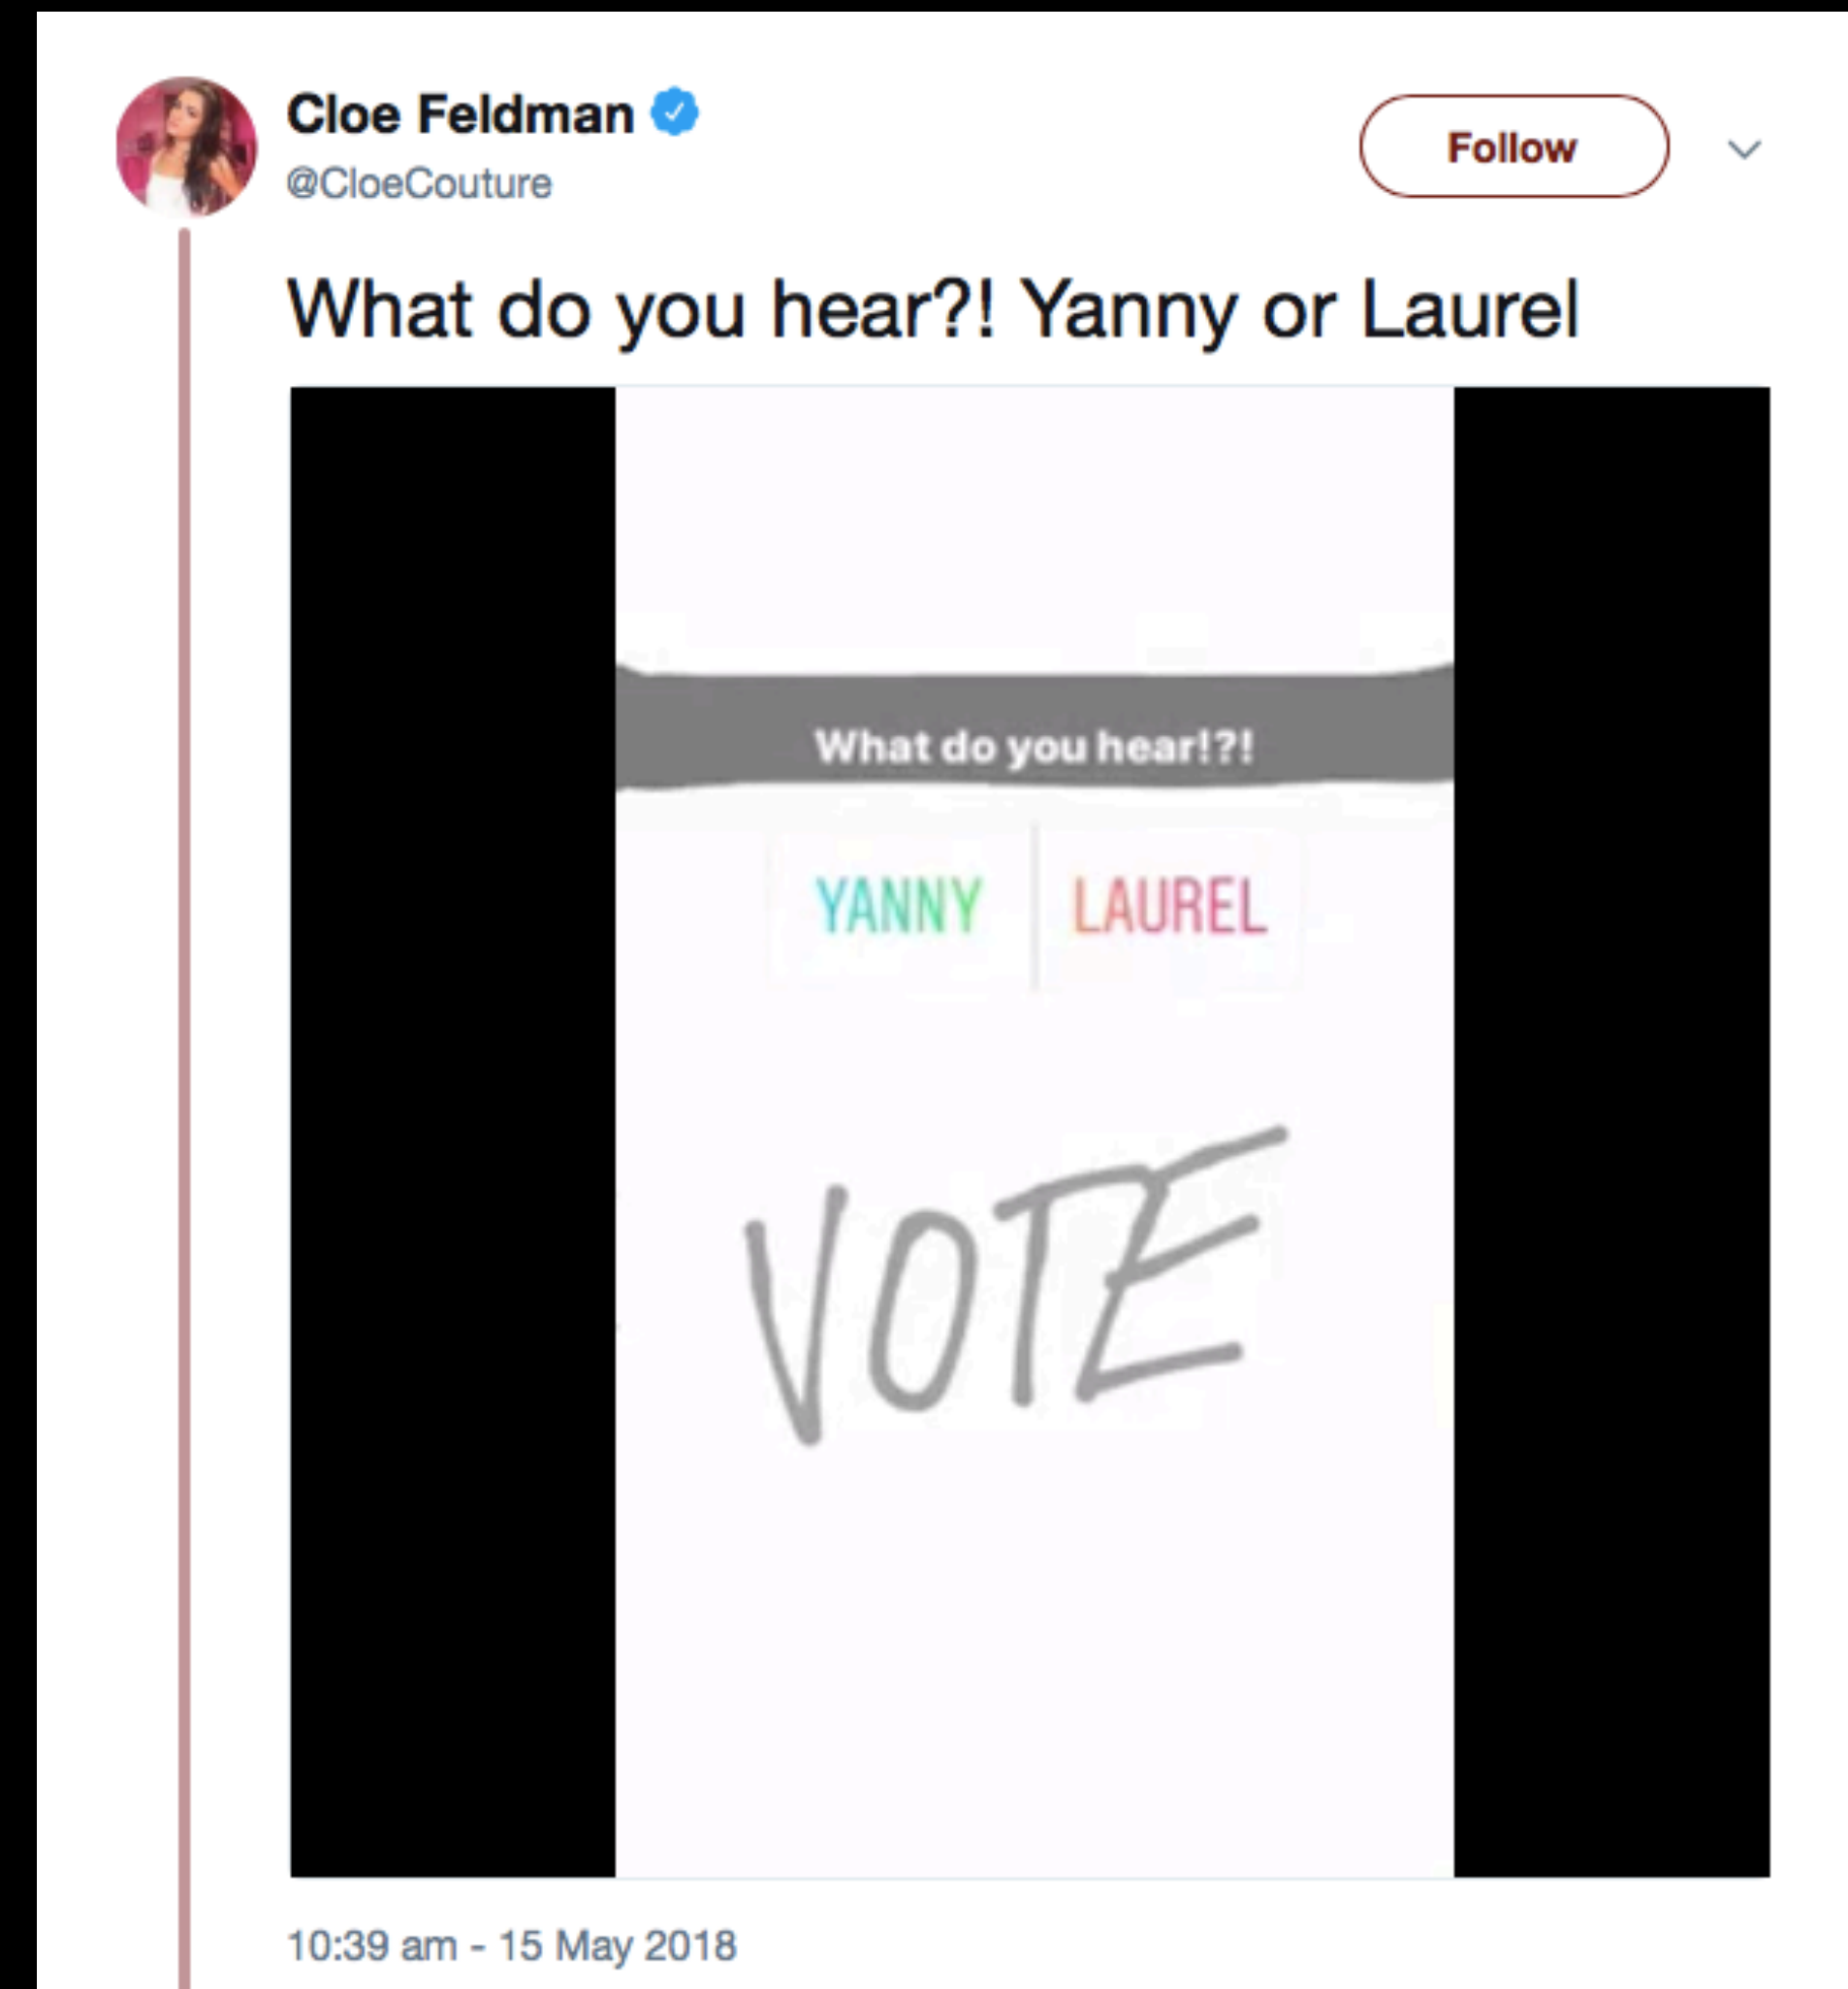 Cloe Feldman
@CloeCouture
Follow
What do you hear?! Yanny or Laurel
What do you hear!?!
YANNY LAUREL
VOTE
10:39 am - 15 May 2018